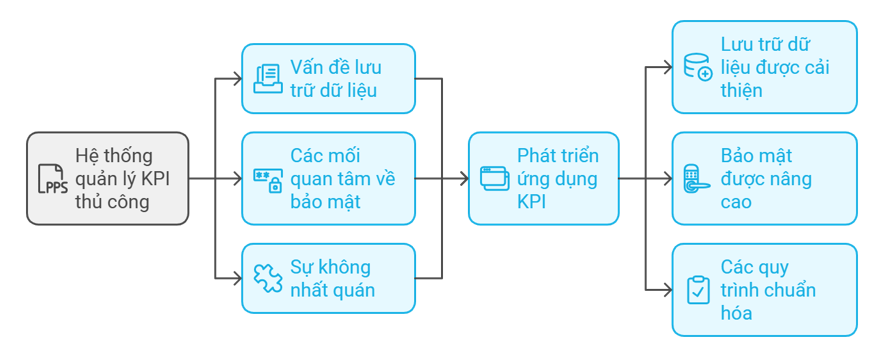 Hệ thống
quản lý KPI
thủ công
PPS
Vấn đề lưu
trữ dữ liệu
Các mối
quan tâm về
bảo mật
**
Sự không
nhất quán
Phát triển
ứng dụng
KPI
Lưu trữ dữ
liệu được cải
thiện
Bảo mật
được nâng
cao
Các quy
trình chuẩn
hóa